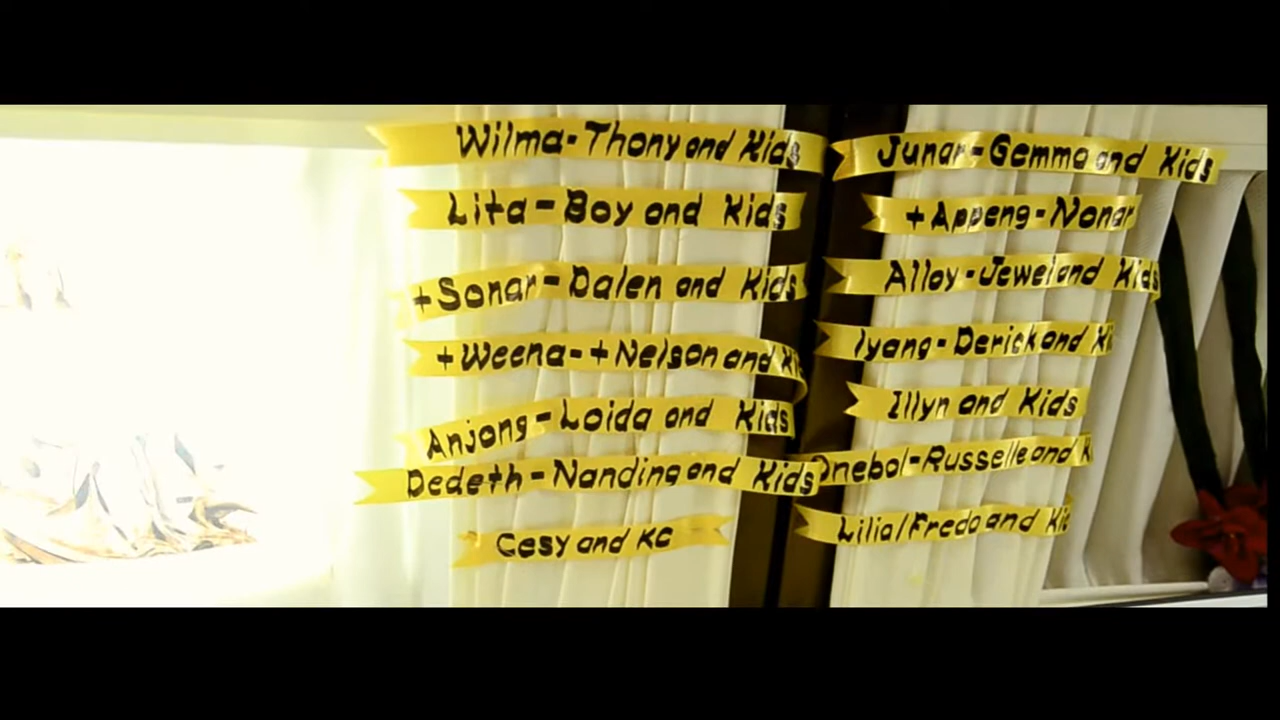 Wilma-Thony and Kids
Lita-Boy and Kids
+Sonar-Dalen and Kids
+Weena-+Nelson and
Anjong-Loida and Kids
Dedeth-Nanding and Kids
Cesy and KC
Junar-Gemma and Kids
+Appeng-Nonar
Alloy-Jewel and Kids
Iyang-Derick and
Illyn and Kids
Onebol-Russelle and
Lilia/Fredo and